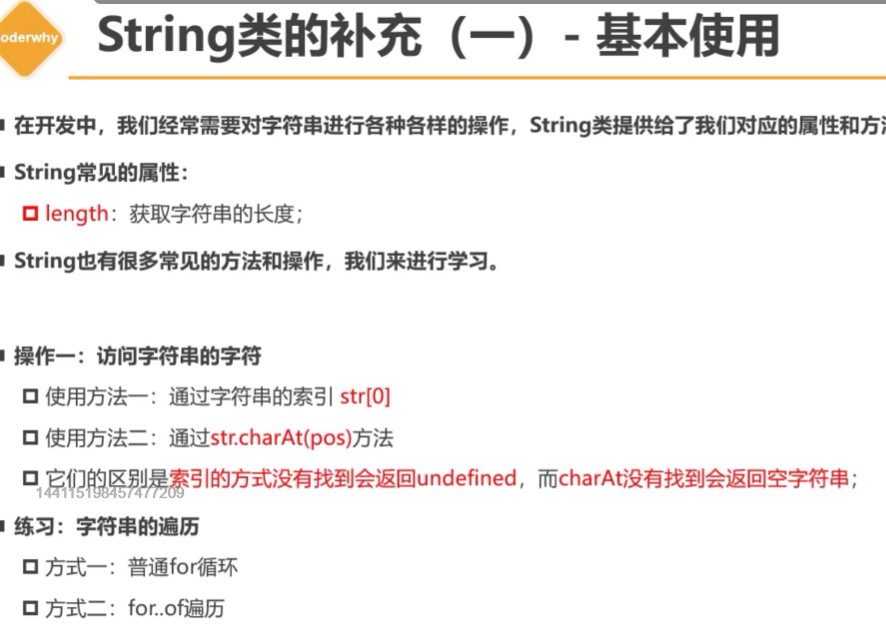 oderwhy
String类的补充（一）- 基本使用
在开发中，我们经常需要对字符串进行各种各样的操作，String类提供给了我们对应的属性和方法
String常见的属性：
length：获取字符串的长度；
String也有很多常见的方法和操作，我们来进行学习。
操作一：访问字符串的字符
使用方法一：通过字符串的索引 str[0]
使用方法二：通过str.charAt(pos)方法
它们的区别是索引的方式没有找到会返回undefined，而charAt没有找到会返回空字符串；
144115198457477209
练习：字符串的遍历
方式一：普通for循环
方式二：for..of遍历